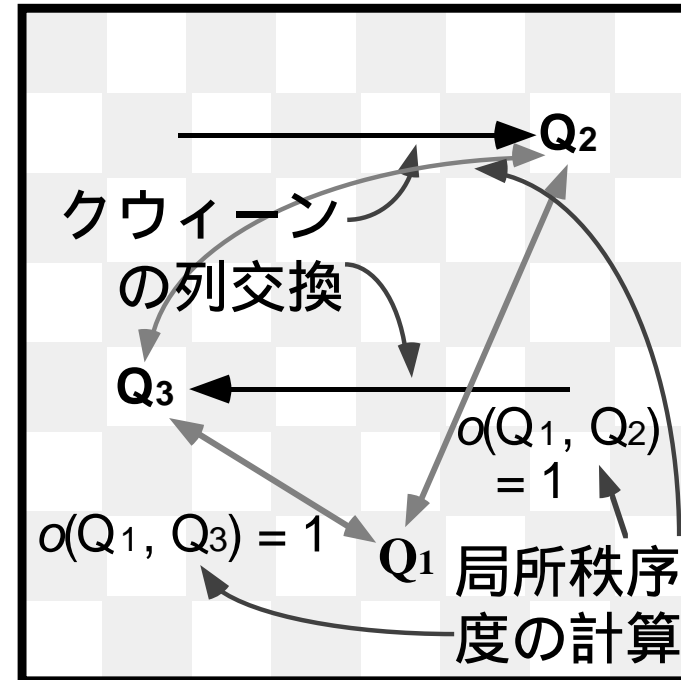 Q2
クウィーン
の列交換
Q3
o(Q1, Q2)
= 1
o(Q1, Q3) = 1
Q1
局所秩序
度の計算